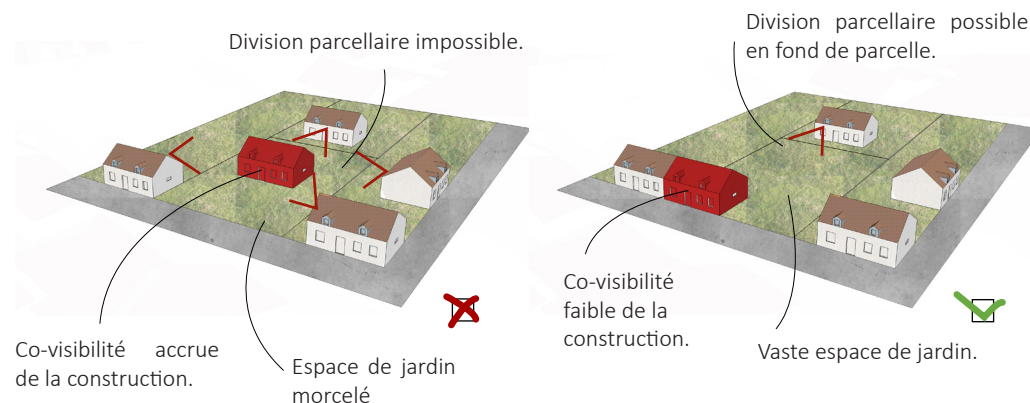 Division parcellaire impossible.
Co-visibilité accrue
de la construction.
Espace de jardin
morcelé
Division parcellaire possible
en fond de parcelle.
Co-visibilité
faible de la
construction.
Vaste espace de jardin.